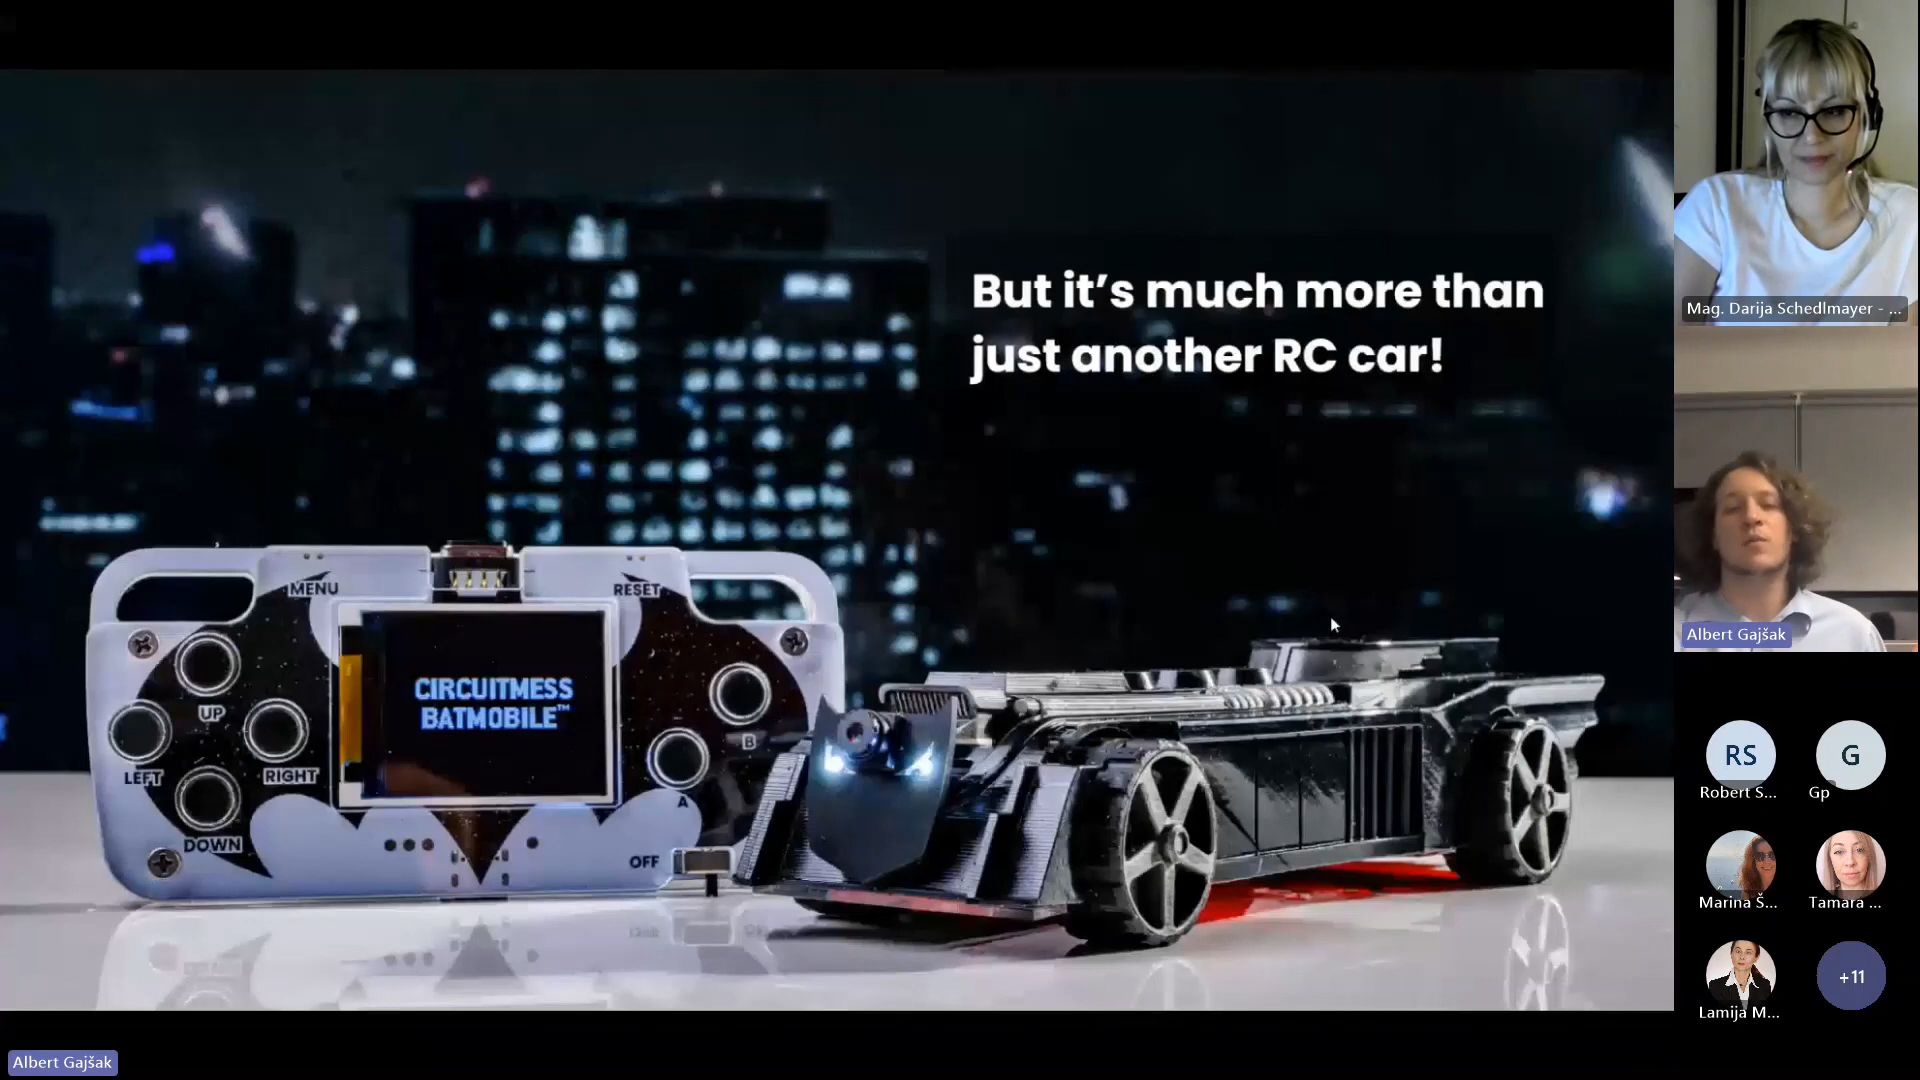 But it's much more than
just another RC car!
MENU
RESET
UP
LEFT
RIGHT
DOWN
CIRCUITMESS
BATMOBILE™
B
A
OFF
Mag. Darija Schedlmayer - ...
Albert Gajšak
RS
Robert S...
G
Gp
Marina Š...
Tamara ...
Lamija M...
+11
Albert Gajšak